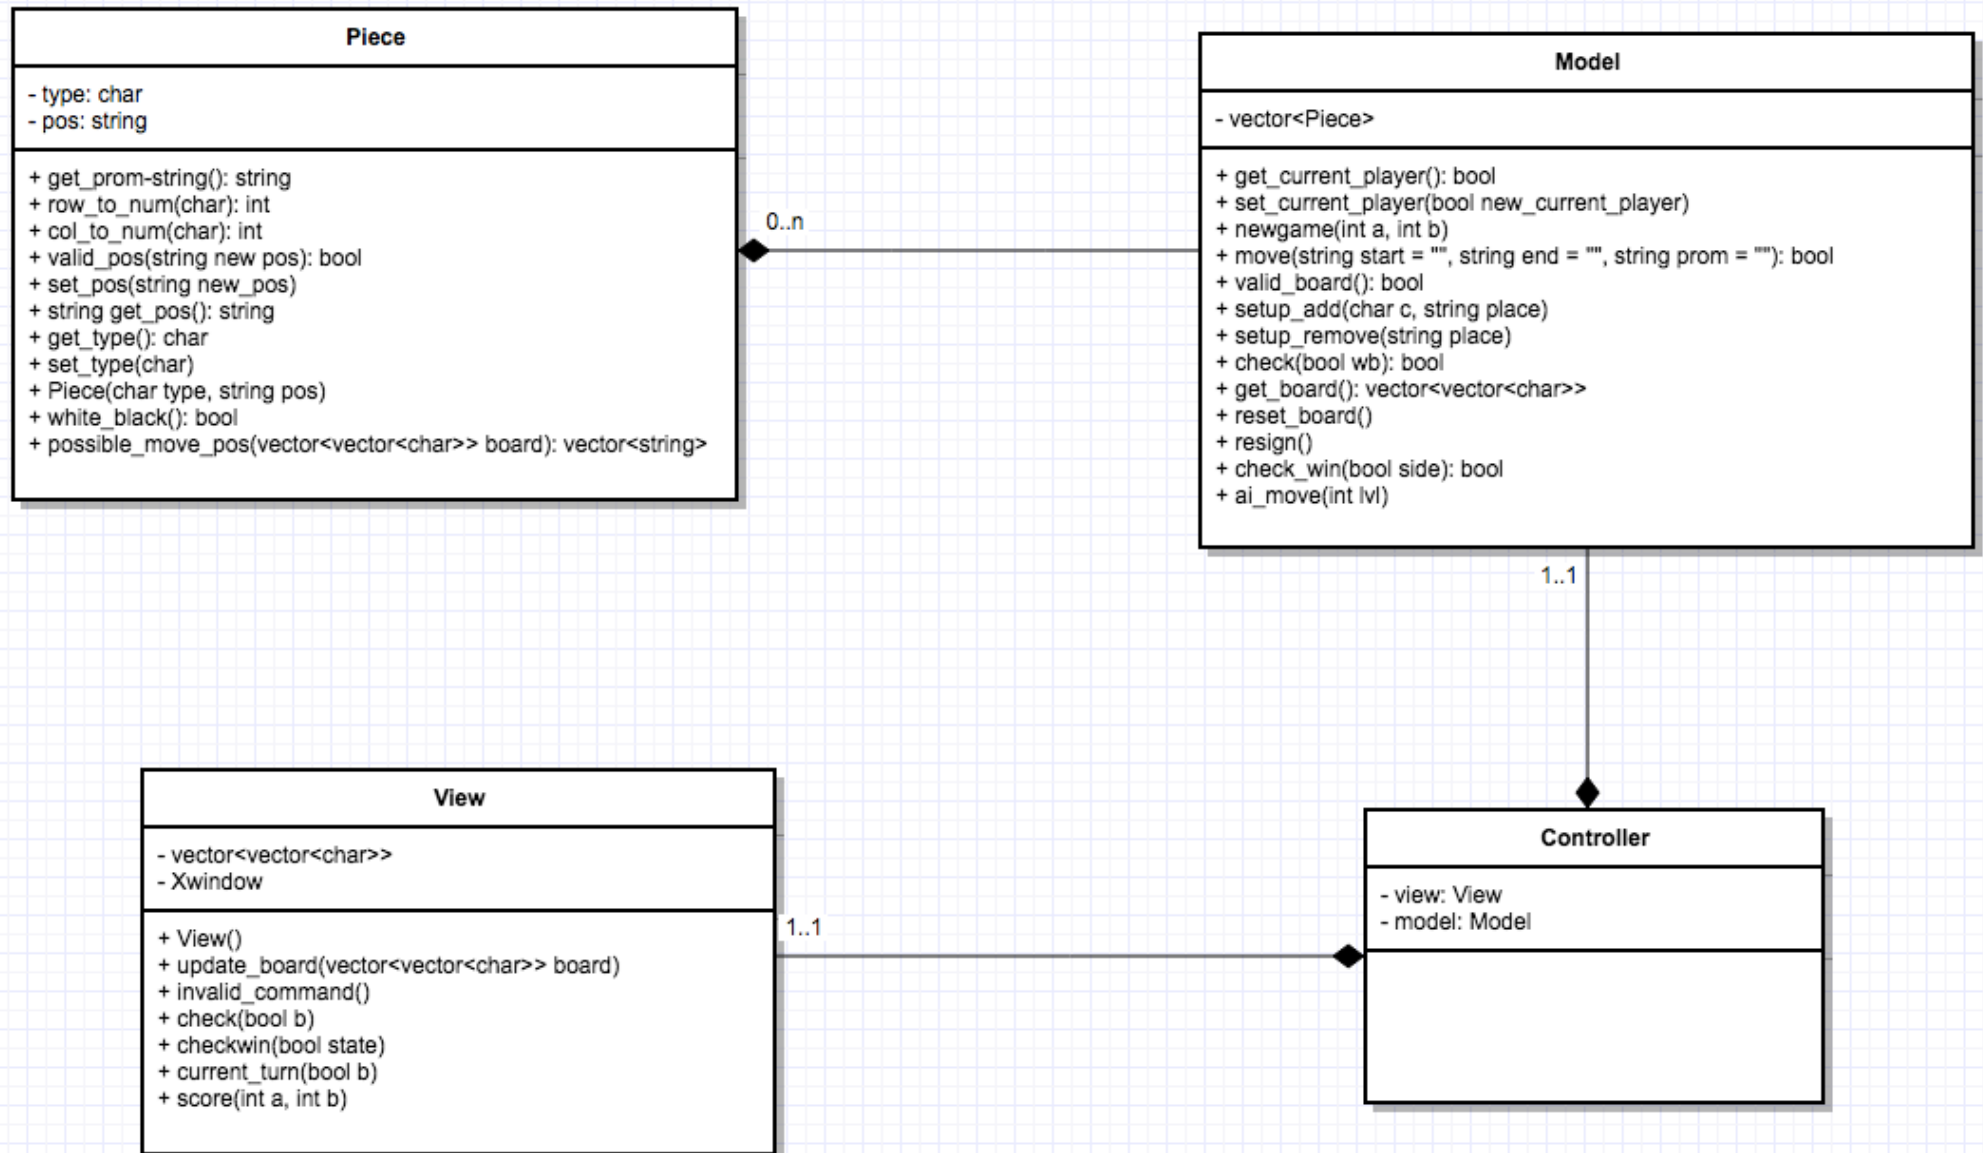 Piece
- type: char
- pos: string
+ get_prom-string(): string
+ row_to_num(char): int
+ col_to_num(char): int
+ valid_pos(string new pos): bool
+ set_pos(string new_pos)
+ string get_pos(): string
+ get_type(): char
+ set_type(char)
+ Piece(char type, string pos)
+ white_black(): bool
+ possible_move_pos(vector<vector<char>> board): vector<string>
0..n
Model
- vector<Piece>
+ get_current_player(): bool
+ set_current_player(bool new_current_player)
+ newgame(int a, int b)
+ move(string start = "", string end = "", string prom = ""): bool
+ valid_board(): bool
+ setup_add(char c, string place)
+ setup_remove(string place)
+ check(bool wb): bool
+ get_board(): vector<vector<char>>
+ reset_board()
+ resign()
+ check_win(bool side): bool
+ ai_move(int lvl)
1..1
View
- vector<vector<char>>
- Xwindow
+ View()
+ update_board(vector<vector<char>> board)
+ invalid_command()
+ check(bool b)
+ checkwin(bool state)
+ current_turn(bool b)
+ score(int a, int b)
1..1
Controller
- view: View
- model: Model